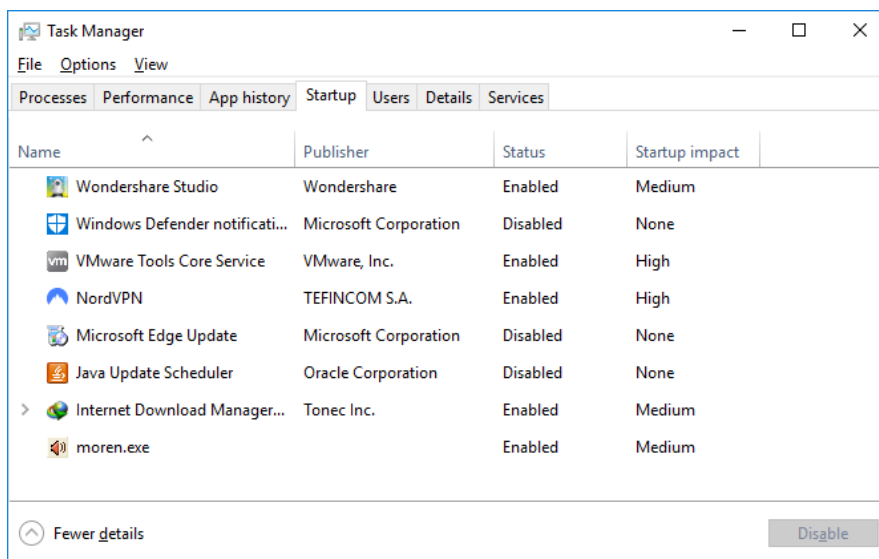 Task Manager
File Options View
Processes Performance App history Startup Users Details Services
Name Publisher Status Startup impact
Wondershare Studio Wondershare Enabled Medium
Windows Defender notificati... Microsoft Corporation Disabled None
vm VMware Tools Core Service VMware, Inc. Enabled High
NordVPN TEFINCOM S.A. Enabled High
Microsoft Edge Update Microsoft Corporation Disabled None
Java Update Scheduler Oracle Corporation Disabled None
Internet Download Manager... Tonec Inc. Enabled Medium
moren.exe Enabled Medium
Fewer details Disable